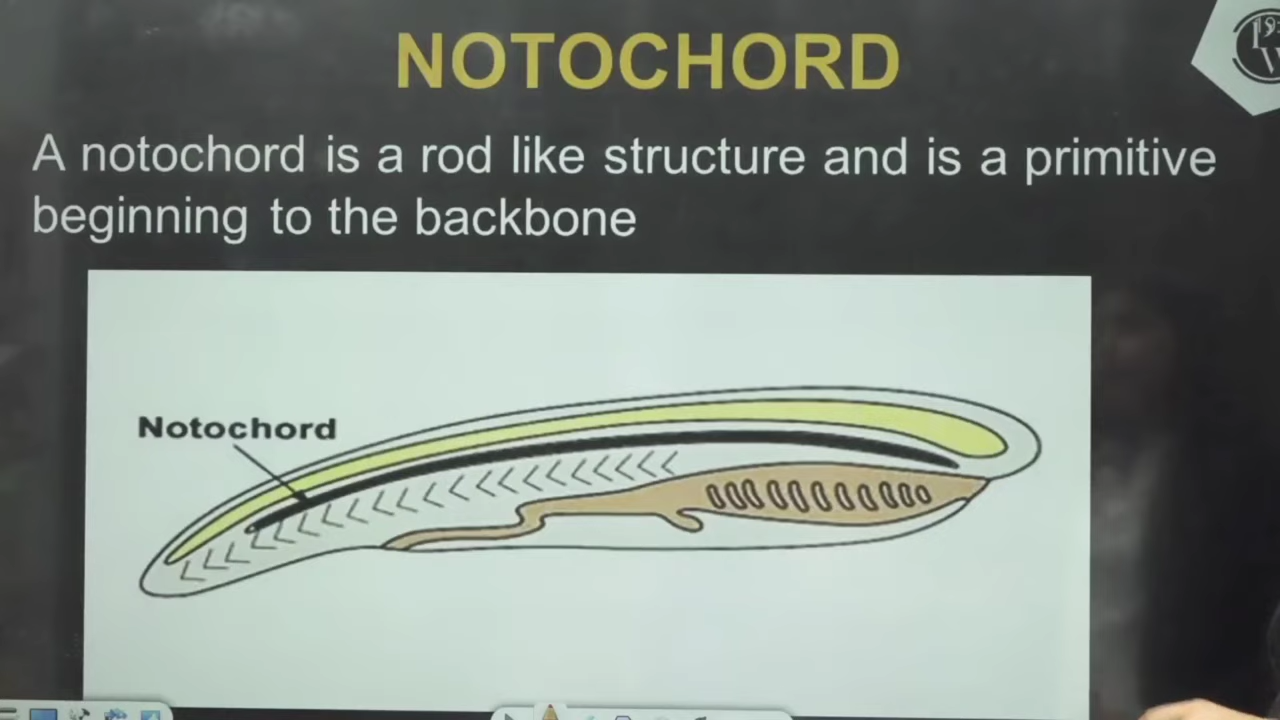 NOTOCHORD
A notochord is a rod like structure and is a primitive
beginning to the backbone
Notochord